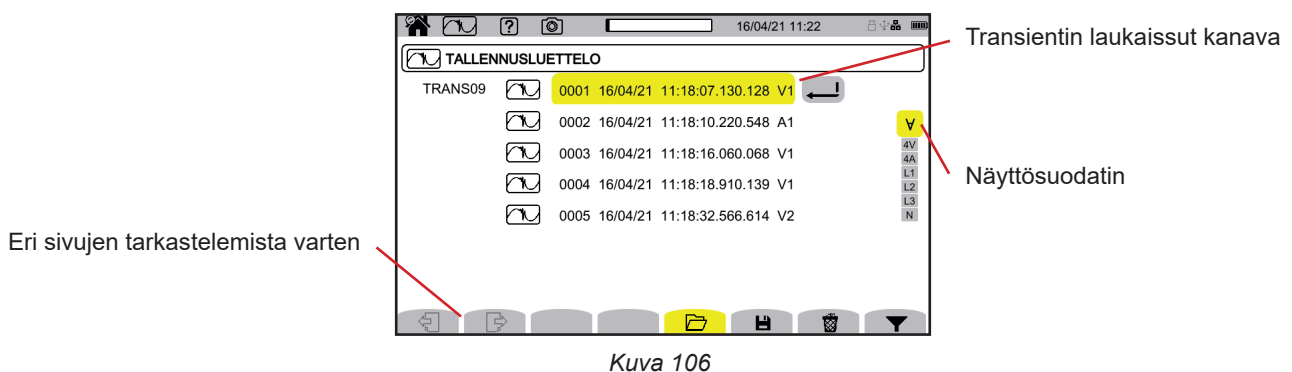 16/04/21 11:22
TALLENNUSLUETTELO
Transientin laukaissut kanava
TRANS09 0001 16/04/21 11:18:07.130.128 V1
0002 16/04/21 11:18:10.220.548 A1
0003 16/04/21 11:18:16.060.068 V1
0004 16/04/21 11:18:18.910.139 V1
0005 16/04/21 11:18:32.566.614 V2
∀
4V
4A
L1
L2
L3
N
Näyttösuodatin
Eri sivujen tarkastelemista varten
Kuva 106